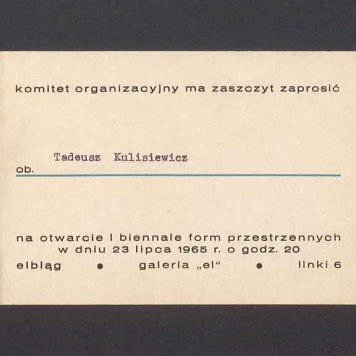 komitet organizacyjny ma zaszczyt zaprosić
Tadeusz Kulisiewicz
ob.
na otwarcie I biennale form przestrzennych
w dniu 23 lipca 1965 r. o godz. 20
elbląg • galeria „el" • linki 6